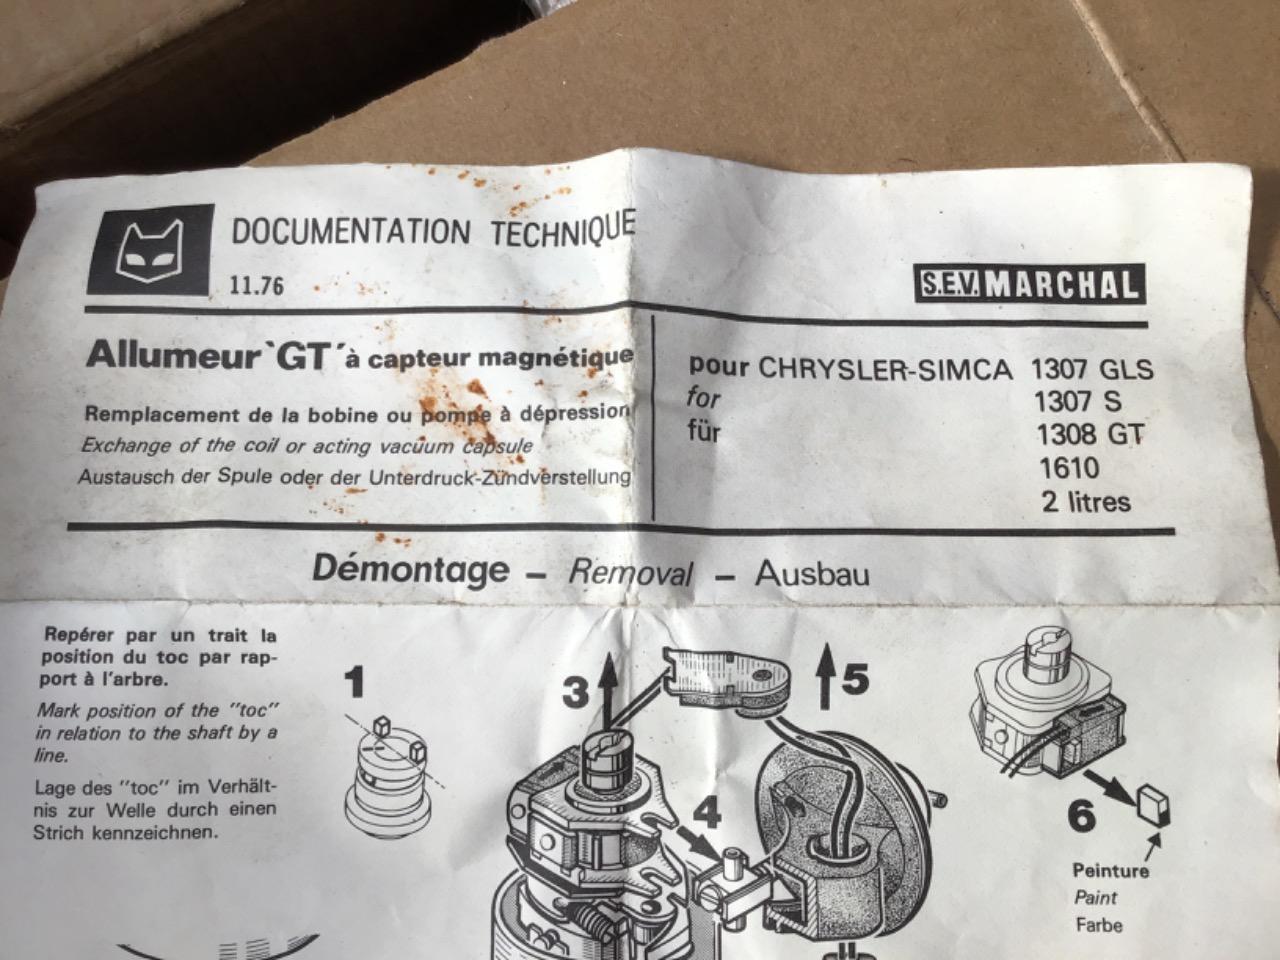 DOCUMENTATION TECHNIQUE
11.76
S.E.V. MARCHAL
Allumeur `GT´ à capteur magnétique
Remplacement de la bobine ou pompe à dépression
Exchange of the coil or acting vacuum capsule
Austausch der Spule oder der Unterdruck-Zündverstellung
pour CHRYSLER-SIMCA 1307 GLS
for 1307 S
für 1308 GT
1610
2 litres
Démontage – Removal – Ausbau
Repérer par un trait la
position du toc par rap-
port à l'arbre.
Mark position of the "toc"
in relation to the shaft by a
line.
Lage des "toc" im Verhält-
nis zur Welle durch einen
Strich kennzeichnen.
1
3
4
5
6
Peinture
Paint
Farbe